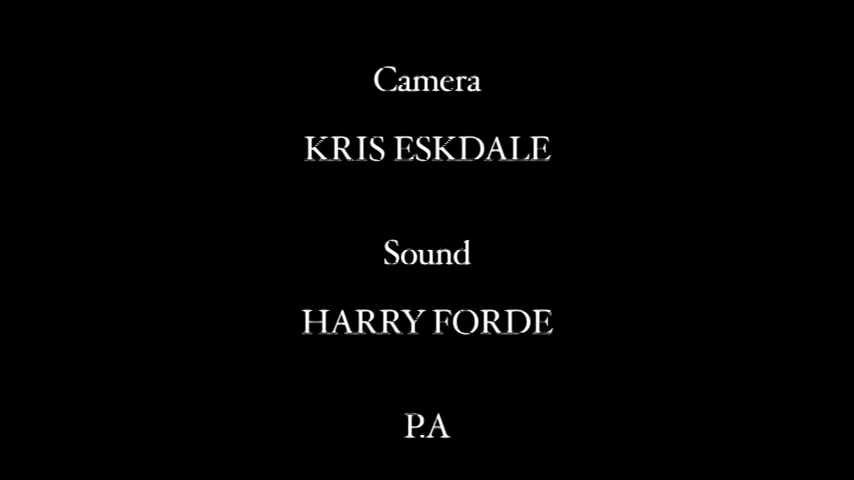 Camera
KRIS ESKDALE
Sound
HARRY FORDE
P.A